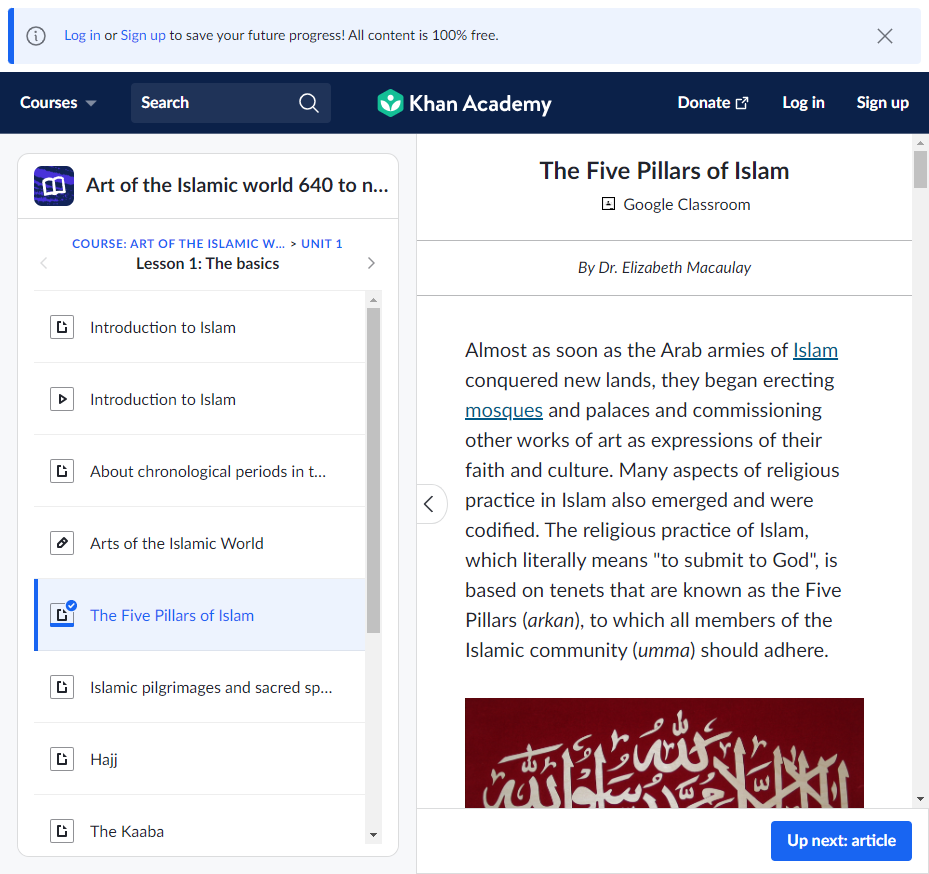 Log in or Sign up to save your future progress! All content is 100% free.
Courses
Search
Khan Academy
Donate
Log in
Sign up
Art of the Islamic world 640 to n...
COURSE: ART OF THE ISLAMIC W... > UNIT 1
Lesson 1: The basics
Introduction to Islam
Introduction to Islam
About chronological periods in t...
Arts of the Islamic World
The Five Pillars of Islam
Islamic pilgrimages and sacred sp...
Hajj
The Kaaba
The Five Pillars of Islam
Google Classroom
By Dr. Elizabeth Macaulay
Almost as soon as the Arab armies of Islam
conquered new lands, they began erecting
mosques and palaces and commissioning
other works of art as expressions of their
faith and culture. Many aspects of religious
practice in Islam also emerged and were
codified. The religious practice of Islam,
which literally means "to submit to God", is
based on tenets that are known as the Five
Pillars (arkan), to which all members of the
Islamic community (umma) should adhere.
Up next: article